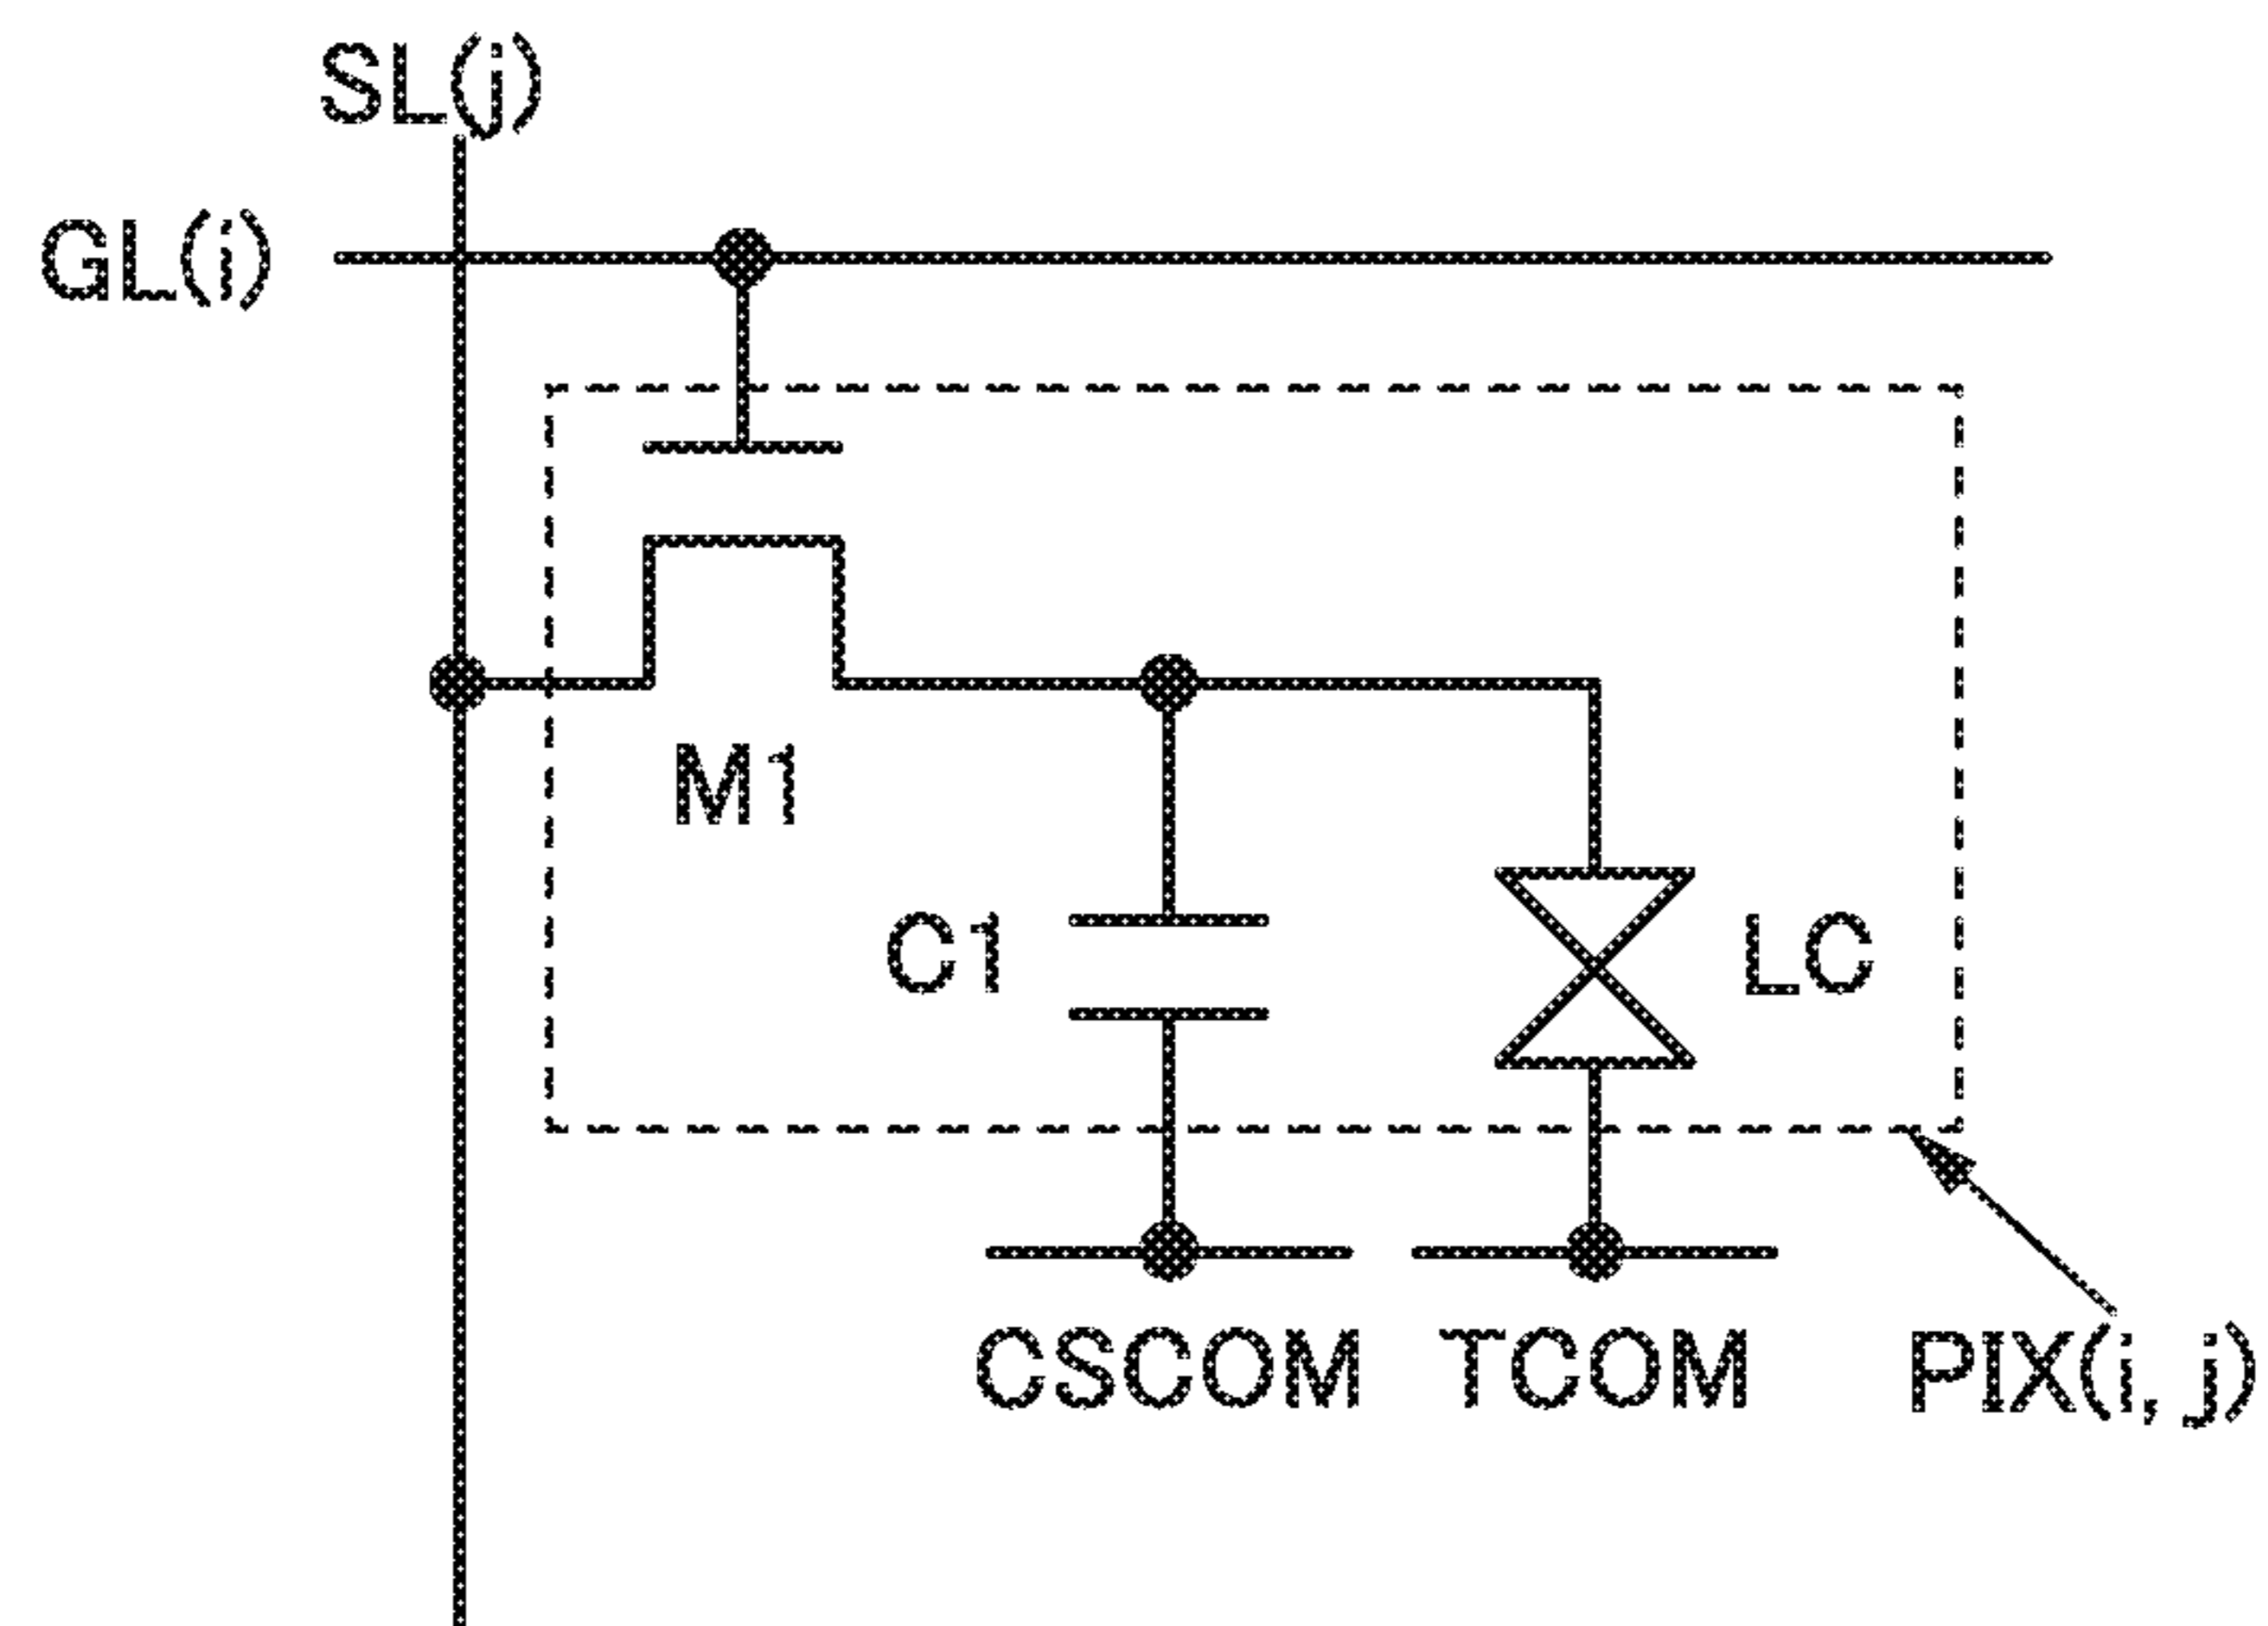 SL(j)
GL(i)
M1
C1
LC
CSCOM
TCOM
PIX(i, j)